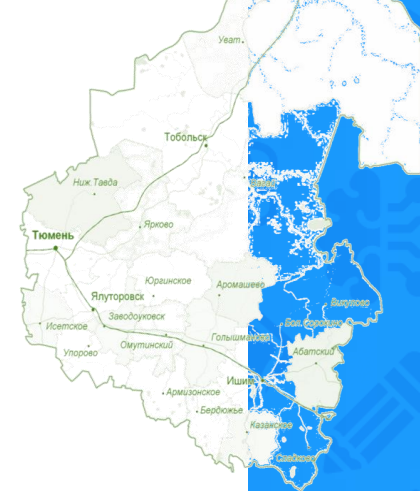 Уват
Тобольск
Ниж.Тавда
Ярково
Тюмень
Юргинское
Аромашево
Викулово
Ялуторовск
Заводоуковск
Исетское
Бол. Сорокино
Омутинский
Голышманово
Упорово
Абатский
Ишим
Армизонское
Бердюжье
Казанское
Сладково